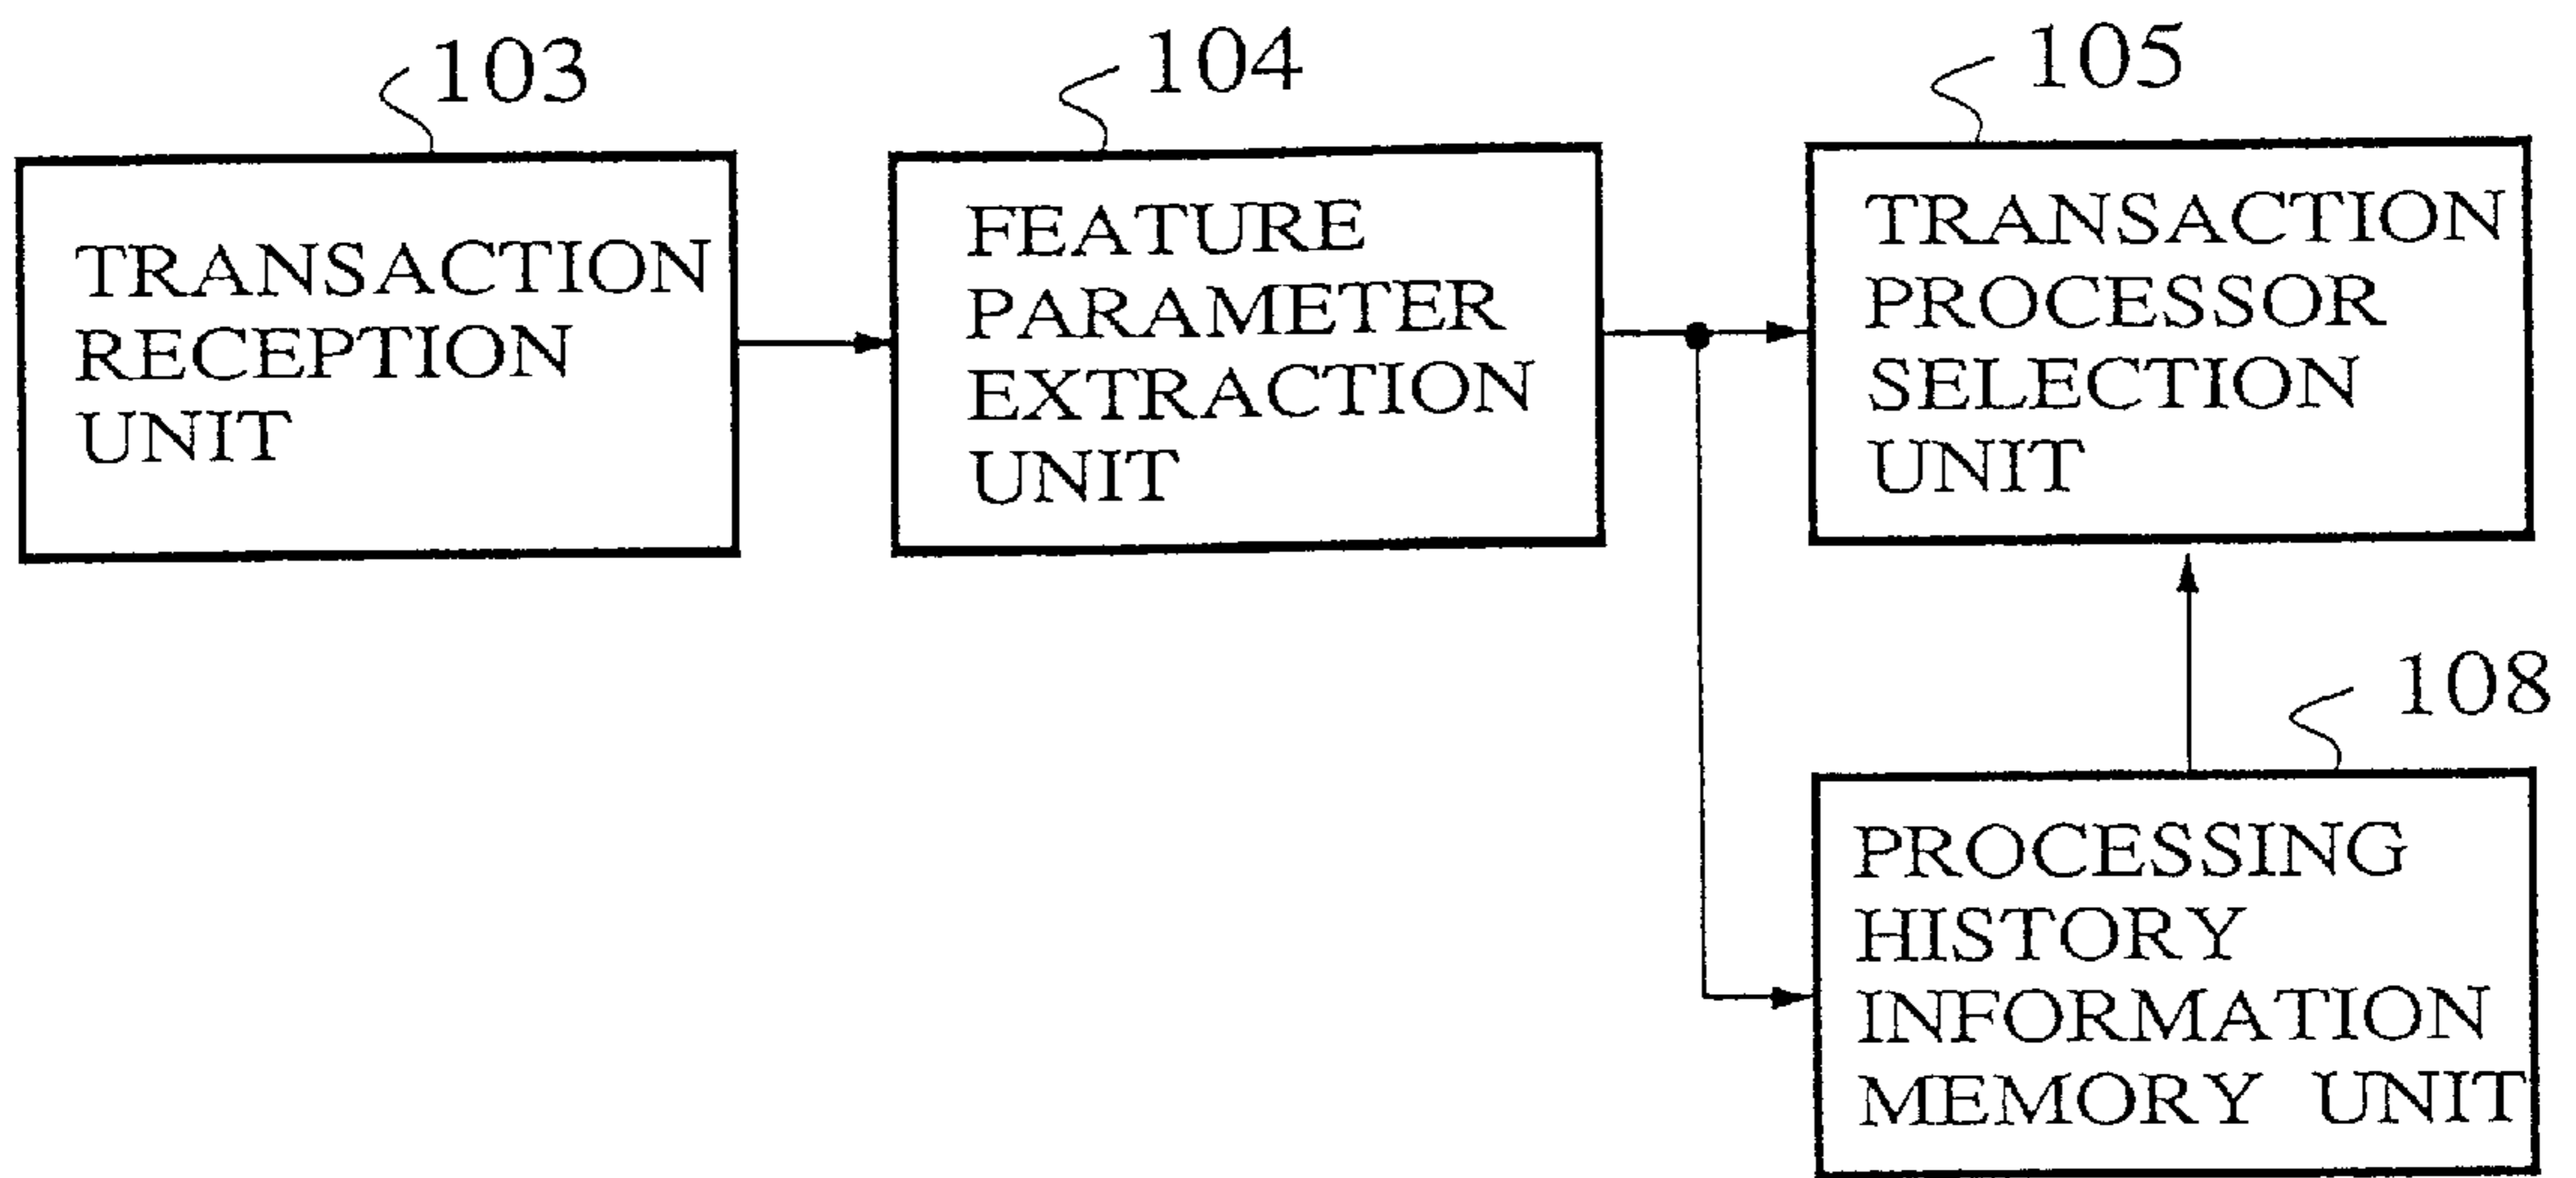 103
TRANSACTION
RECEPTION
UNIT
104
FEATURE
PARAMETER
EXTRACTION
UNIT
105
TRANSACTION
PROCESSOR
SELECTION
UNIT
108
PROCESSING
HISTORY
INFORMATION
MEMORY UNIT